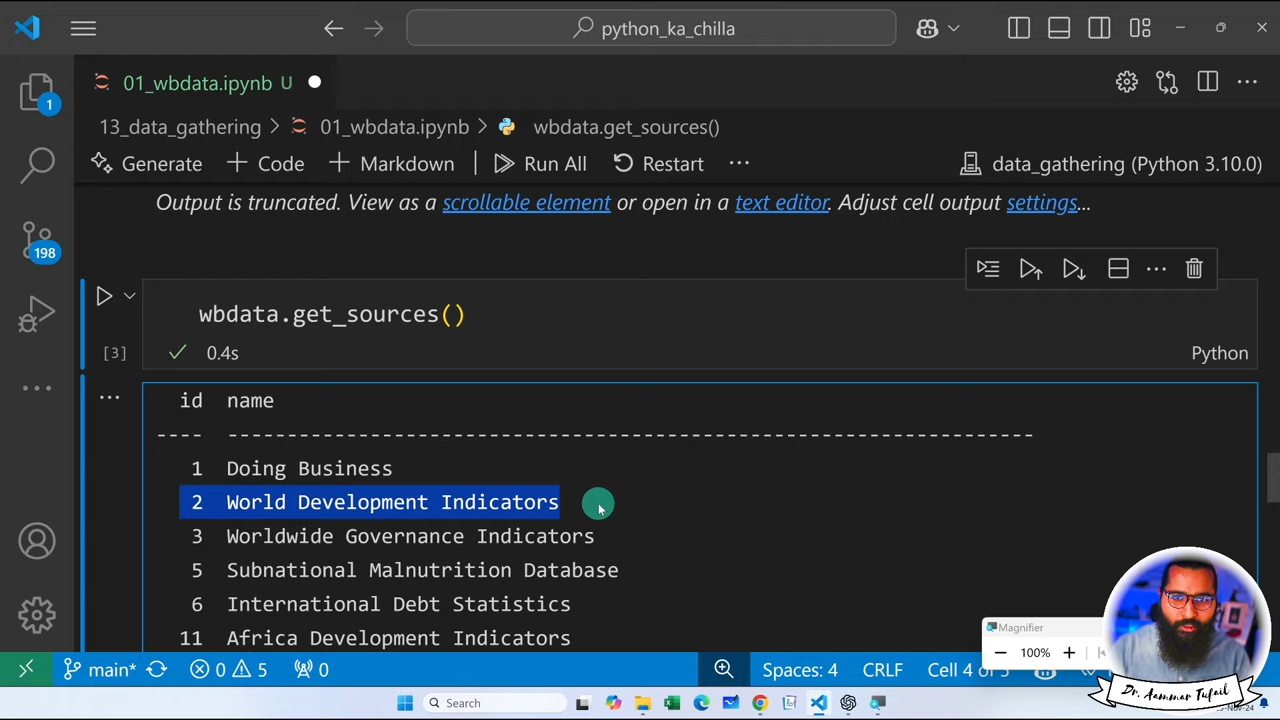 python_ka_chilla
01_wbdata.ipynb U
1
13_data_gathering > 01_wbdata.ipynb > wbdata.get_sources()
Generate + Code + Markdown | Run All Restart ... data_gathering (Python 3.10.0)
Output is truncated. View as a scrollable element or open in a text editor. Adjust cell output settings...
198
wbdata.get_sources()
[3] 0.4s Python
id name
---- --------------------------------------------------------------------
1 Doing Business
2 World Development Indicators
3 Worldwide Governance Indicators
5 Subnational Malnutrition Database
6 International Debt Statistics
11 Africa Development Indicators
Magnifier
100%
main* 0 5 0 Spaces: 4 CRLF
Dr. Aammar Tufail
Search